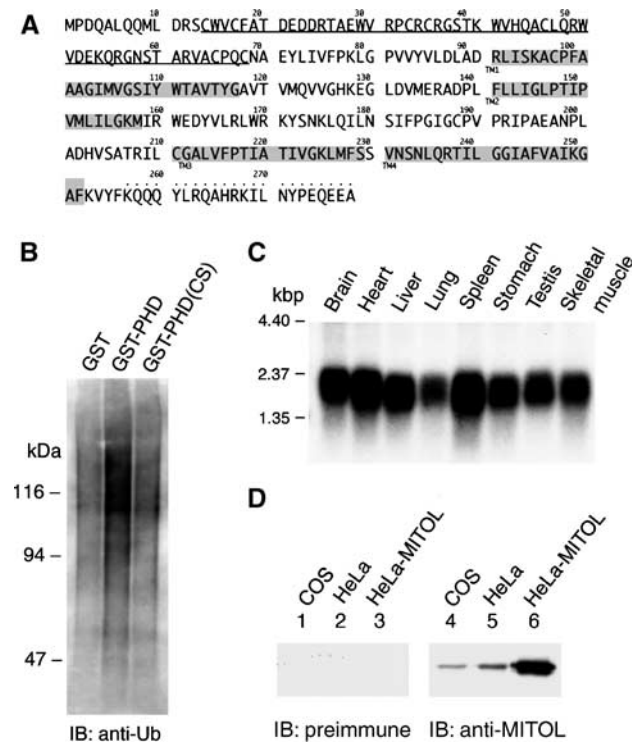 A
10 20 30 40 50
MPDQALQQML DRSCWVCFAT DEDDRTAEWV RPCRCRGSTK WVHQACLQRW
60 70 80 90 100
VDEKQRGNST ARVACPQCNA EYLIVFPKLG PVVYVLDLAD RLISKACPFA
TM1
110 120 130 140 150
AAGIMVGSIY WTAVTYGAVT VMQVVGHKEG LDVMERADPL FLLIGLPTIP
TM2
160 170 180 190 200
VMLILGKMIR WEDYVLRLWR KYSNKLQILN SIFPGIGCPV PRIPAEANPL
210 220 230 240 250
ADHVSATRIL CGALVFPTIA TIVGKLMFSS VNSNLQRTIL GGIAFVAIKG
TM3 TM4
260 270
AFKVYFKQQQ YLRQAHRKIL NYPEQEEA
B
GST GST-PHD GST-PHD(CS)
kDa
116
94
47
IB: anti-Ub
C
Brain Heart Liver Lung Spleen Stomach Testis Skeletal muscle
kbp
4.40
2.37
1.35
D
COS HeLa HeLa-MITOL COS HeLa HeLa-MITOL
1 2 3 4 5 6
IB: preimmune IB: anti-MITOL